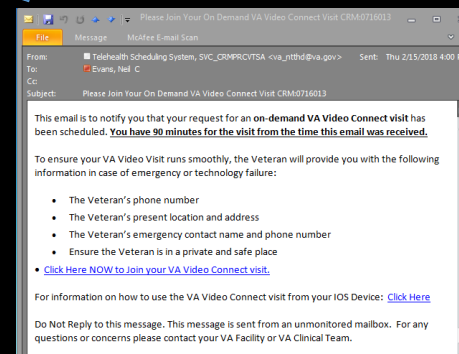 Please Join Your On Demand VA Video Connect Visit CRM:0716013
File Message McAfee E-mail Scan
From: Telehealth Scheduling System, SVC_CRMPRCVTSA <va_ntthd@va.gov> Sent: Thu 2/15/2018 4:00
To: Evans, Neil C
Cc:
Subject: Please Join Your On Demand VA Video Connect Visit CRM:0716013
This email is to notify you that your request for an on-demand VA Video Connect visit has
been scheduled. You have 90 minutes for the visit from the time this email was received.
To ensure your VA Video Visit runs smoothly, the Veteran will provide you with the following
information in case of emergency or technology failure:
• The Veteran's phone number
• The Veteran's present location and address
• The Veteran's emergency contact name and phone number
• Ensure the Veteran is in a private and safe place
• Click Here NOW to Join your VA Video Connect visit.
For information on how to use the VA Video Connect visit from your IOS Device: Click Here
Do Not Reply to this message. This message is sent from an unmonitored mailbox. For any
questions or concerns please contact your VA Facility or VA Clinical Team.